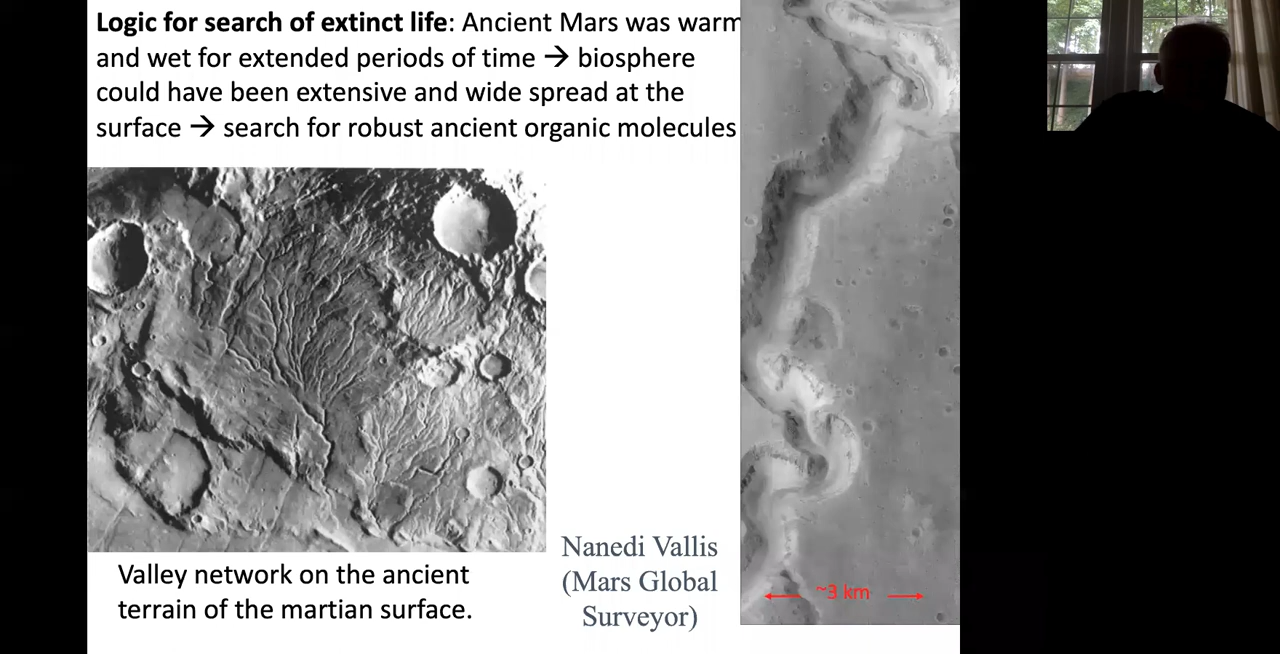 Logic for search of extinct life: Ancient Mars was warm
and wet for extended periods of time → biosphere
could have been extensive and wide spread at the
surface → search for robust ancient organic molecules
Valley network on the ancient
terrain of the martian surface.
Nanedi Vallis
(Mars Global
Surveyor)
~3 km